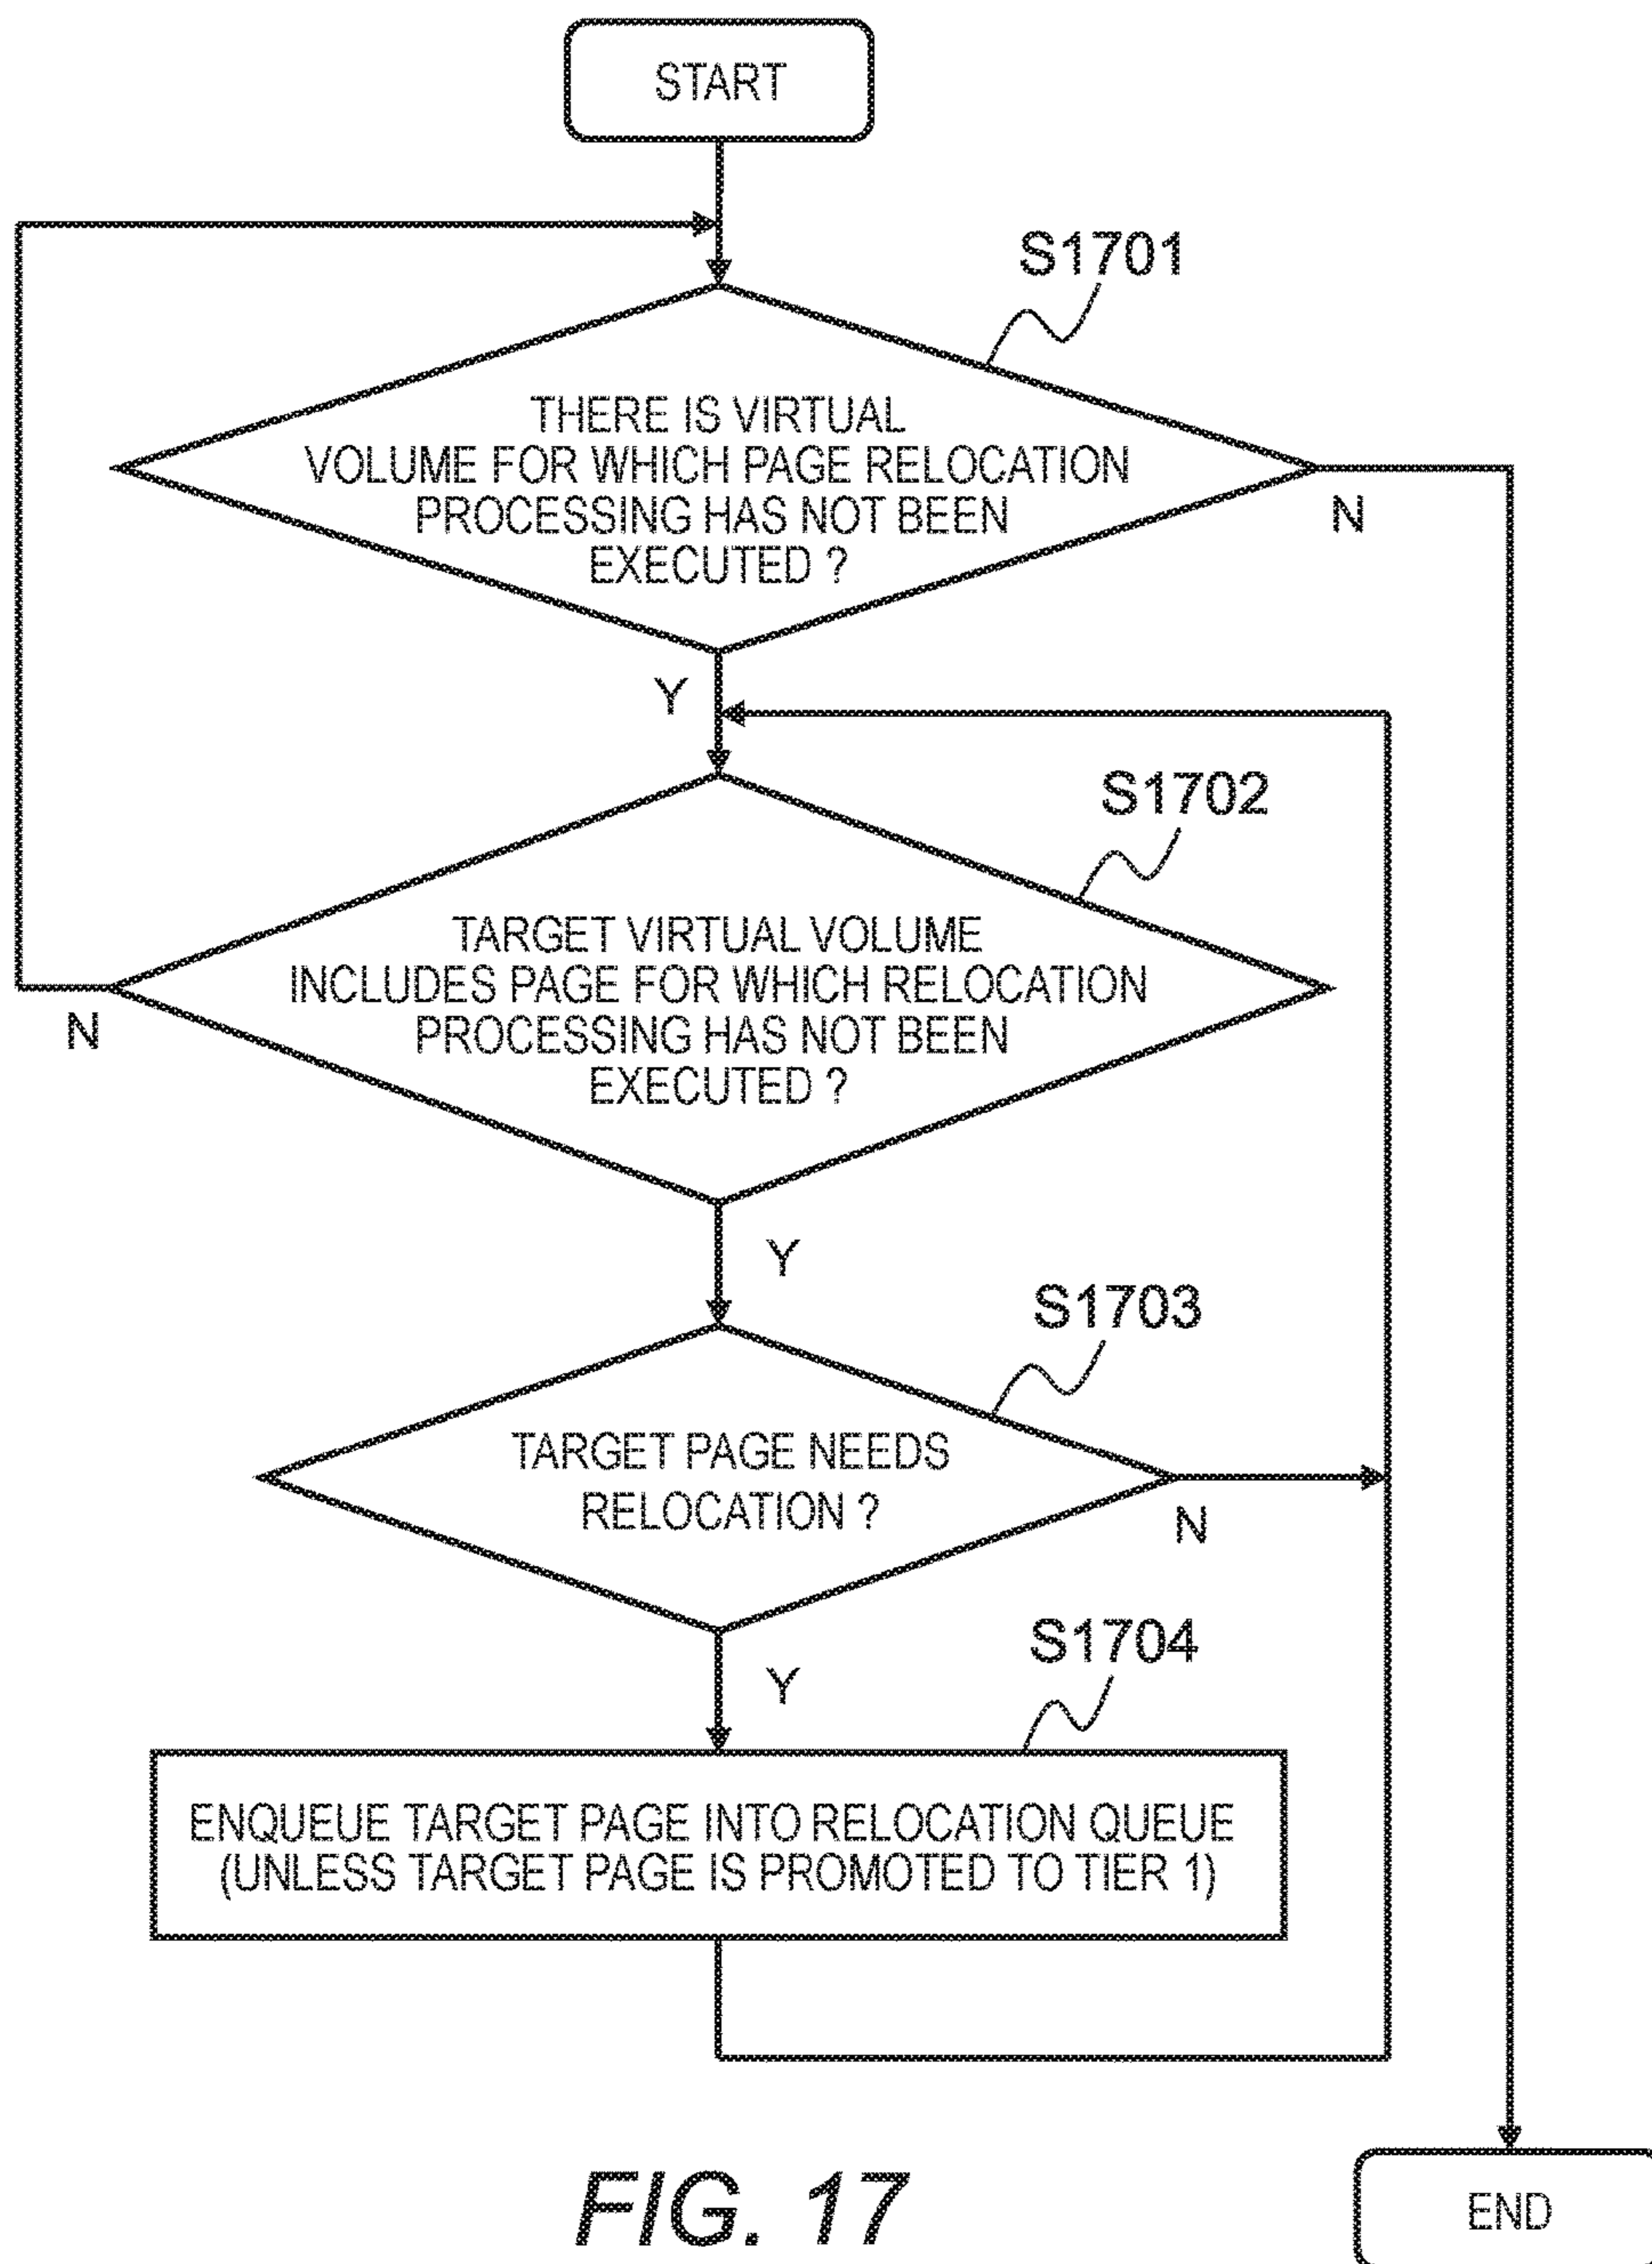 START
S1701
THERE IS VIRTUAL
VOLUME FOR WHICH PAGE RELOCATION
PROCESSING HAS NOT BEEN
EXECUTED ?
N
Y
S1702
TARGET VIRTUAL VOLUME
INCLUDES PAGE FOR WHICH RELOCATION
PROCESSING HAS NOT BEEN
EXECUTED ?
N
Y
S1703
TARGET PAGE NEEDS
RELOCATION ?
N
Y
S1704
ENQUEUE TARGET PAGE INTO RELOCATION QUEUE
(UNLESS TARGET PAGE IS PROMOTED TO TIER 1)
FIG. 17
END